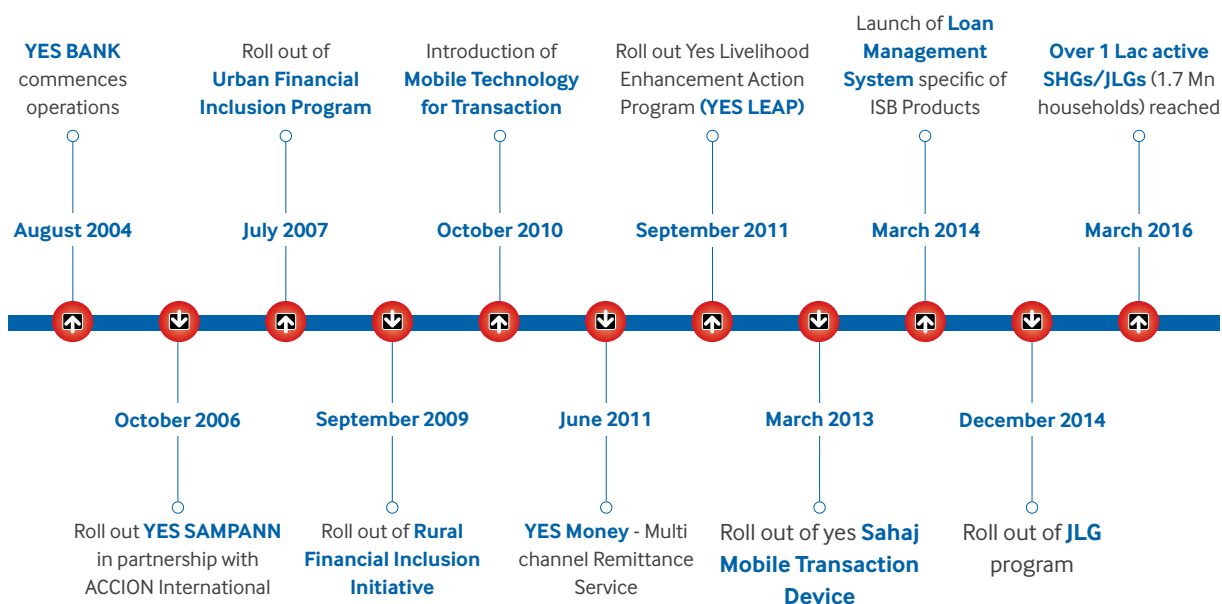 YES BANK
commences
operations
August 2004
October 2006
Roll out YES SAMPANN
in partnership with
ACCION International
Roll out of
Urban Financial
Inclusion Program
July 2007
September 2009
Roll out of Rural
Financial Inclusion
Initiative
Introduction of
Mobile Technology
for Transaction
October 2010
June 2011
YES Money - Multi
channel Remittance
Service
Roll out Yes Livelihood
Enhancement Action
Program (YES LEAP)
September 2011
March 2013
Roll out of yes Sahaj
Mobile Transaction
Device
Launch of Loan
Management
System specific of
ISB Products
March 2014
December 2014
Roll out of JLG
program
Over 1 Lac active
SHGs/JLGs (1.7 Mn
households) reached
March 2016